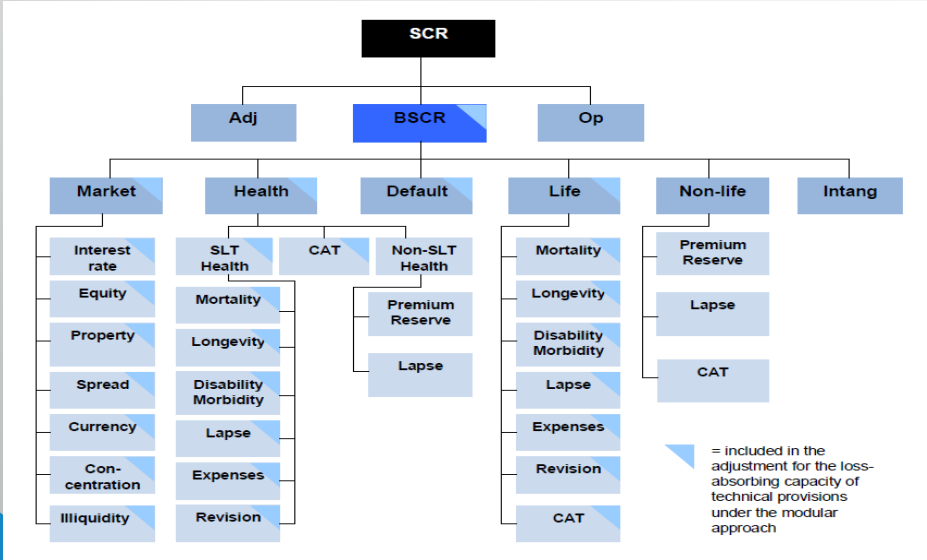 SCR
Adj
BSCR
Op
Market
Health
Default
Life
Non-life
Intang
Interest
rate
Equity
Property
Spread
Currency
Con-
centration
Illiquidity
SLT
Health
CAT
Non-SLT
Health
Mortality
Longevity
Disability
Morbidity
Lapse
Expenses
Revision
Premium
Reserve
Lapse
Mortality
Longevity
Disability
Morbidity
Lapse
Expenses
Revision
CAT
Premium
Reserve
Lapse
CAT
= included in the
adjustment for the loss-
absorbing capacity of
technical provisions
under the modular
approach